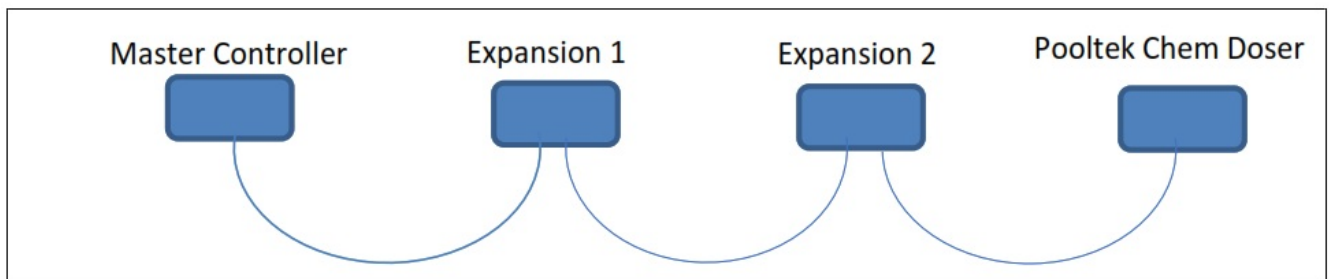 Master Controller
Expansion 1
Expansion 2
Pooltek Chem Doser